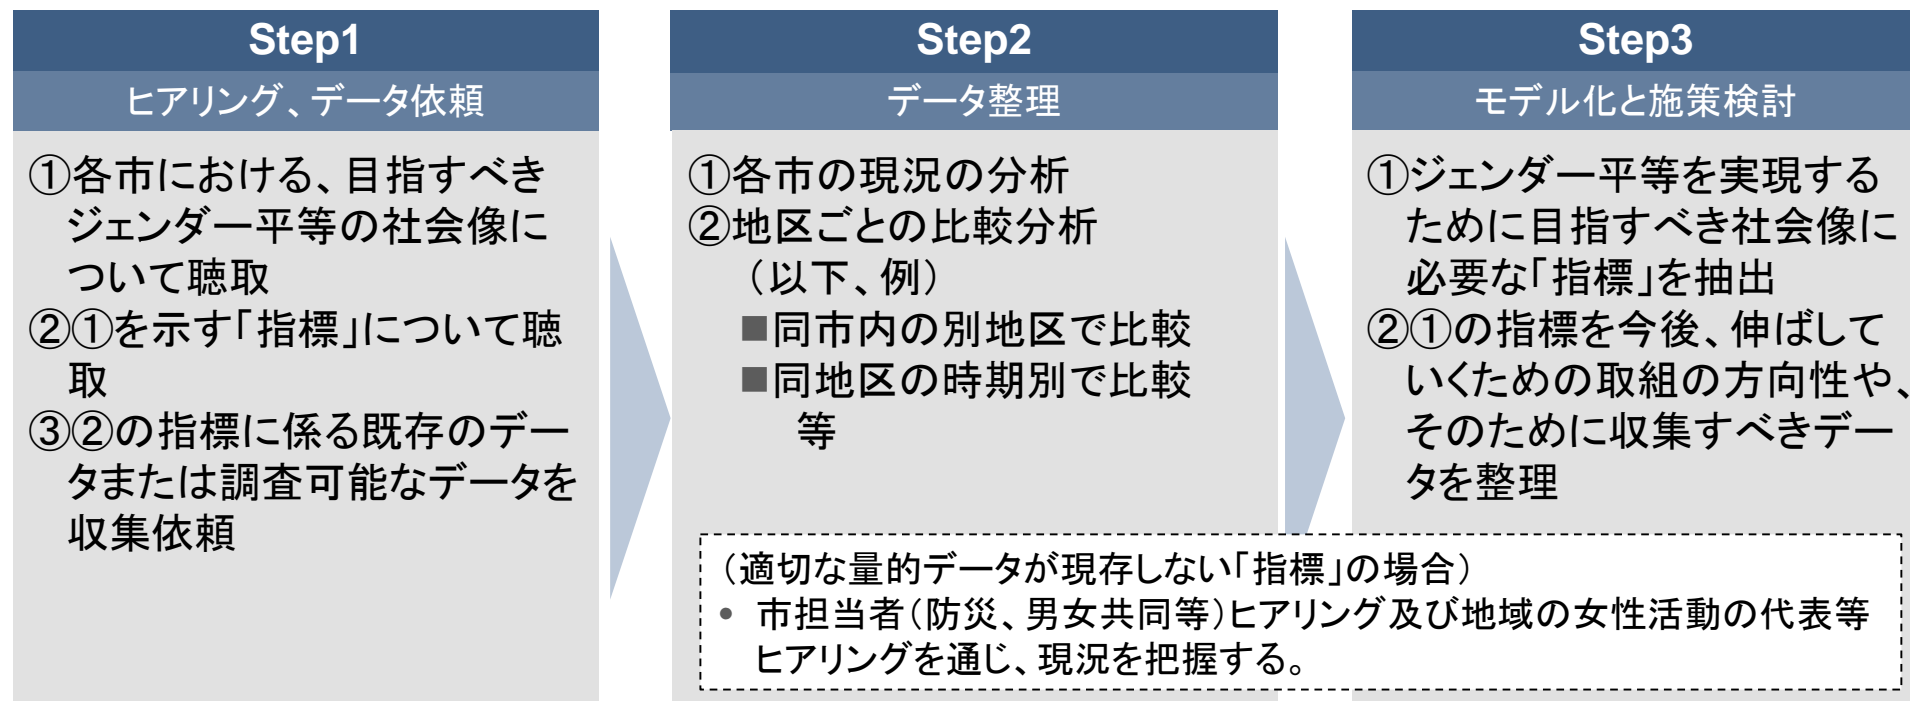 Step1
ヒアリング、データ依頼
①各市における、目指すべき
ジェンダー平等の社会像に
ついて聴取
②①を示す「指標」について聴
取
③②の指標に係る既存のデー
タまたは調査可能なデータを
収集依頼
Step2
データ整理
①各市の現況の分析
②地区ごとの比較分析
（以下、例）
■同市内の別地区で比較
■同地区の時期別で比較
等
Step3
モデル化と施策検討
①ジェンダー平等を実現する
ために目指すべき社会像に
必要な「指標」を抽出
②①の指標を今後、伸ばして
いくための取組の方向性や、
そのために収集すべきデー
タを整理
（適切な量的データが現存しない「指標」の場合）
• 市担当者（防災、男女共同等）ヒアリング及び地域の女性活動の代表等
ヒアリングを通じ、現況を把握する。